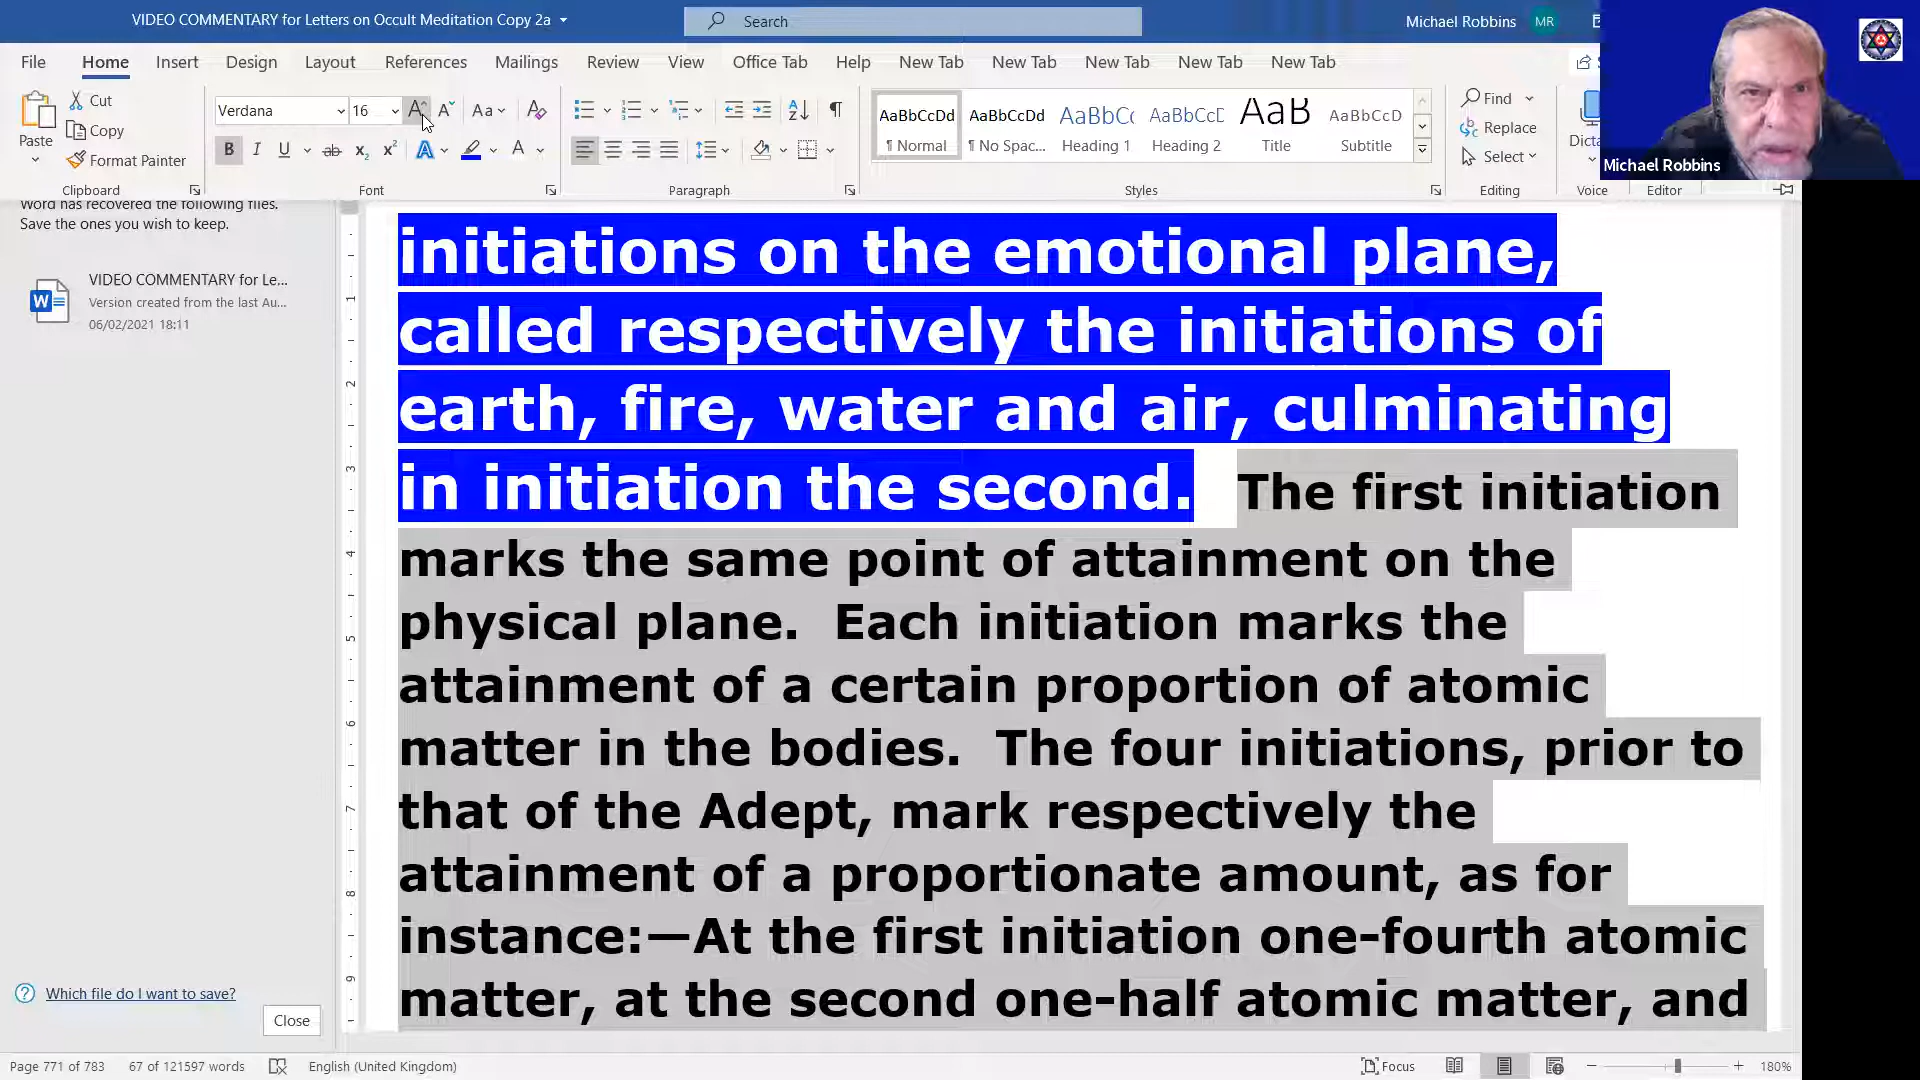 VIDEO COMMENTARY for Letters on Occult Meditation Copy 2a
Search
Michael Robbins
MR
File
Home
Insert
Design
Layout
References
Mailings
Review
View
Office Tab
Help
New Tab
New Tab
New Tab
New Tab
New Tab
Paste
Cut
Copy
Format Painter
Clipboard
Verdana
16
Aa
Font
Paragraph
AaBbCcDd
¶ Normal
AaBbCcDd
¶ No Spac...
AaBbCc
Heading 1
AaBbCcD
Heading 2
AaB
Title
AaBbCcD
Subtitle
Styles
Find
Replace
Select
Editing
Dicta
Voice
Editor
Michael Robbins
Word has recovered the following files.
Save the ones you wish to keep.
VIDEO COMMENTARY for Le...
Version created from the last Au...
06/02/2021 18:11
initiations on the emotional plane,
called respectively the initiations of
earth, fire, water and air, culminating
in initiation the second. The first initiation
marks the same point of attainment on the
physical plane. Each initiation marks the
attainment of a certain proportion of atomic
matter in the bodies. The four initiations, prior to
that of the Adept, mark respectively the
attainment of a proportionate amount, as for
instance:—At the first initiation one-fourth atomic
matter, at the second one-half atomic matter, and
Which file do I want to save?
Close
Page 771 of 783
67 of 121597 words
English (United Kingdom)
Focus
180%